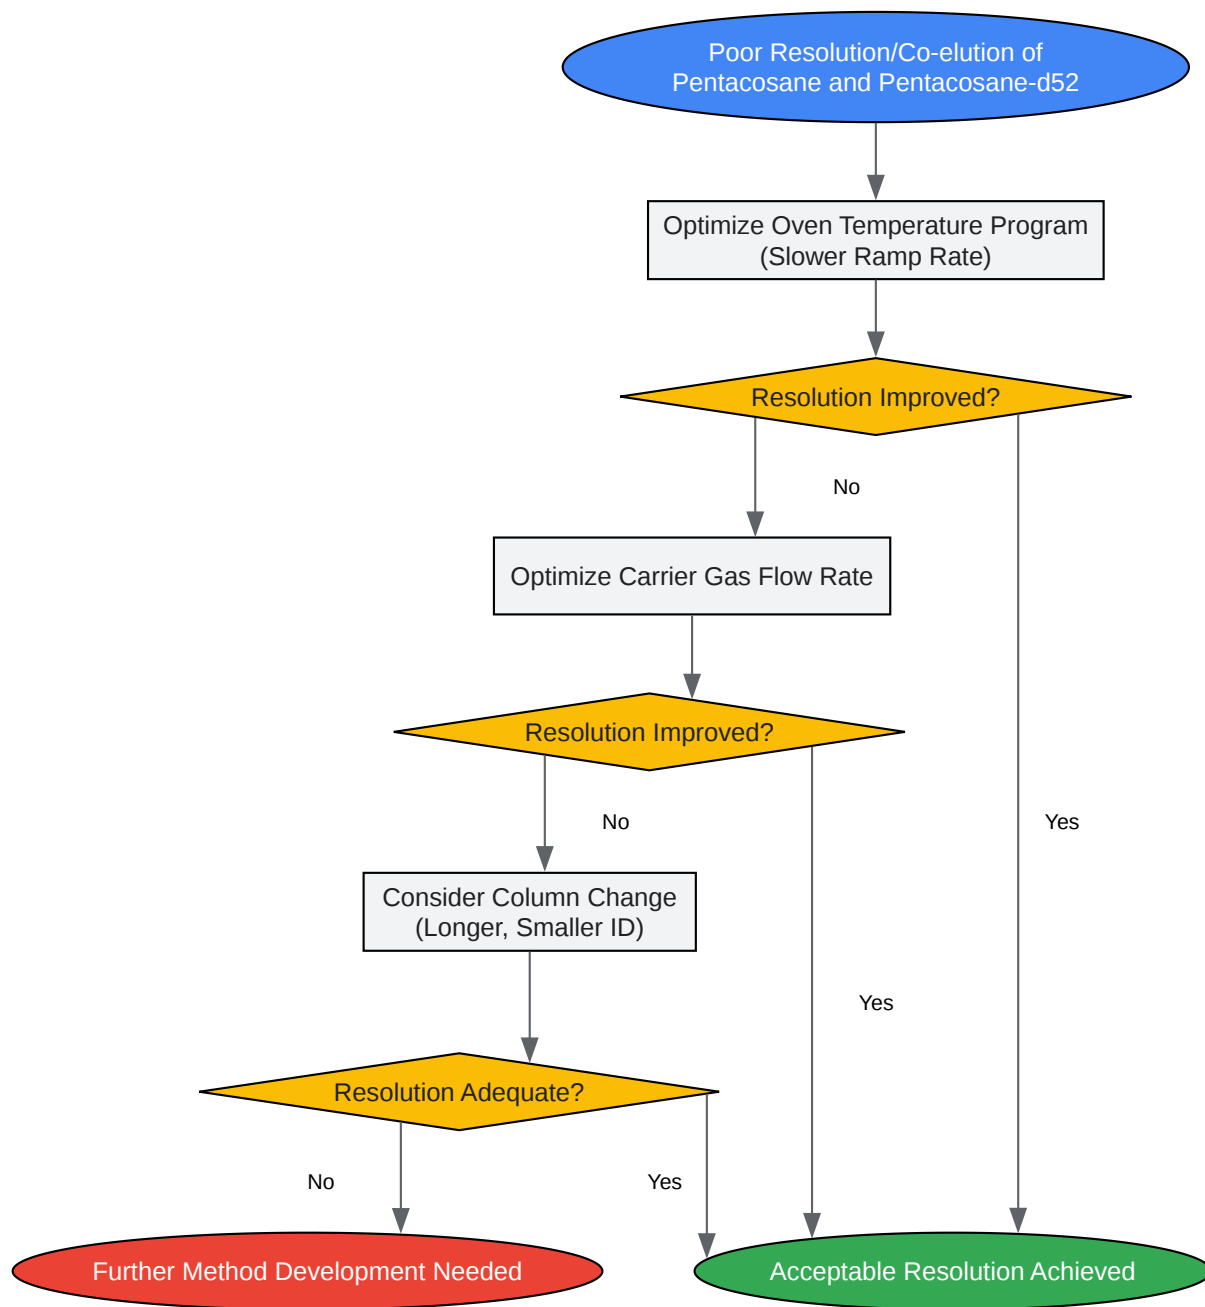 Poor Resolution/Co-elution of
Pentacosane and Pentacosane-d52
Optimize Oven Temperature Program
(Slower Ramp Rate)
Resolution Improved?
No
Optimize Carrier Gas Flow Rate
Resolution Improved?
No
Yes
Consider Column Change
(Longer, Smaller ID)
Yes
Resolution Adequate?
No
Yes
Further Method Development Needed
Acceptable Resolution Achieved